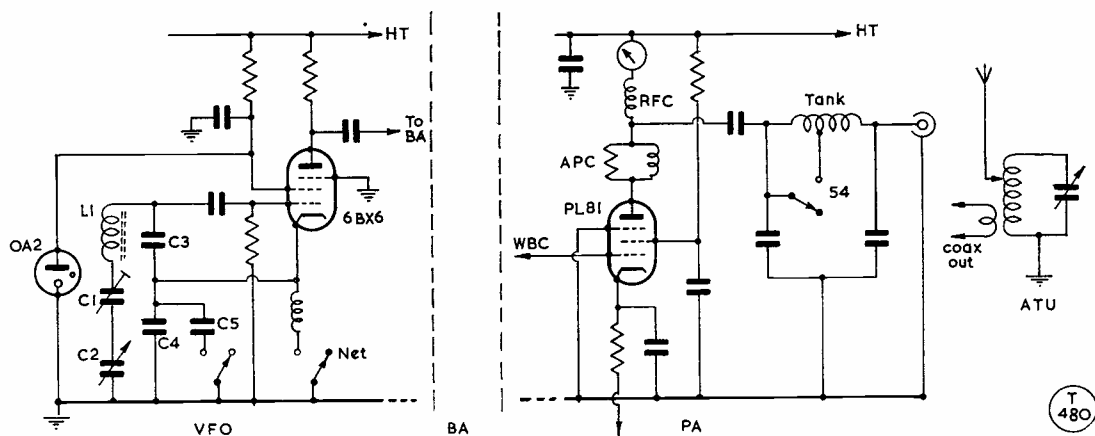 HT
HT
RFC
Tank
To
BA
APC
S4
6BX6
PL81
L1
C3
OA2
WBC
coax
out
C1
C5
ATU
C4
C2
Net
VFO
BA
PA
T
480